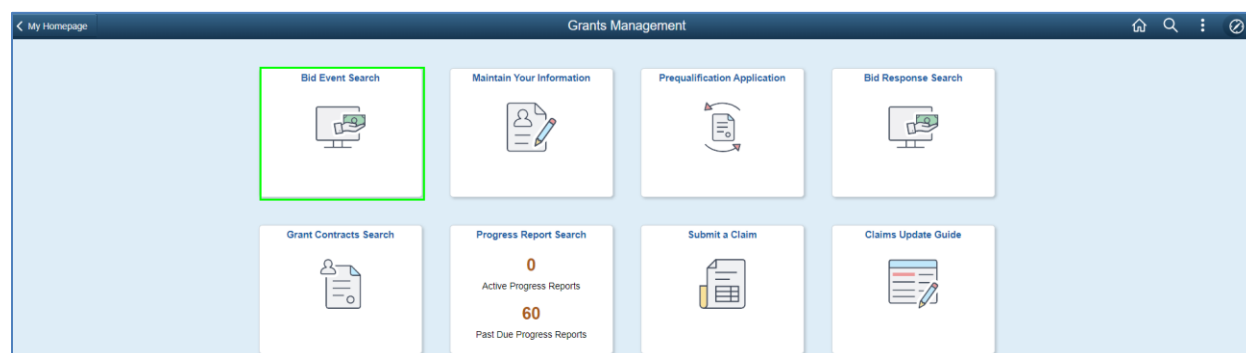 My Homepage
Grants Management
Bid Event Search
Maintain Your Information
Prequalification Application
Bid Response Search
Grant Contracts Search
Progress Report Search
0
Active Progress Reports
60
Past Due Progress Reports
Submit a Claim
Claims Update Guide